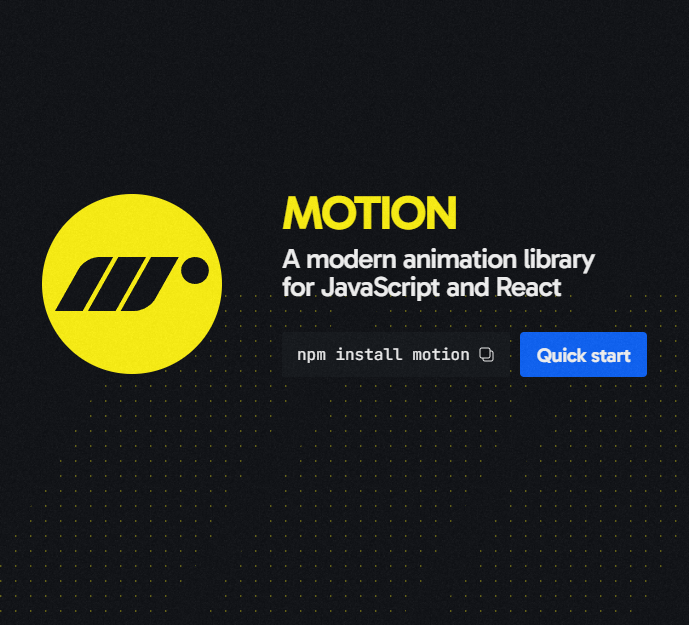 MOTION
A modern animation library
for JavaScript and React
npm install motion
Quick start